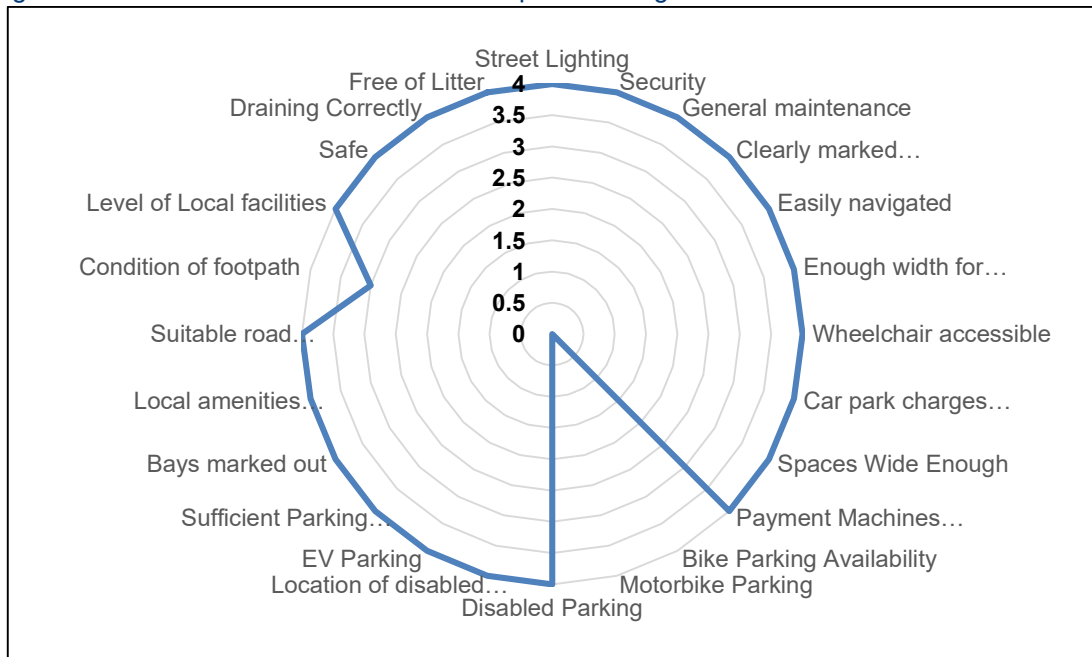 Street Lighting
Free of Litter
Security
Draining Correctly
General maintenance
Safe
Clearly marked…
Level of Local facilities
Easily navigated
Condition of footpath
Enough width for…
Suitable road…
Wheelchair accessible
Local amenities…
Car park charges…
Bays marked out
Spaces Wide Enough
Sufficient Parking…
Payment Machines…
EV Parking
Bike Parking Availability
Location of disabled…
Motorbike Parking
Disabled Parking
4
3.5
3
2.5
2
1.5
1
0.5
0